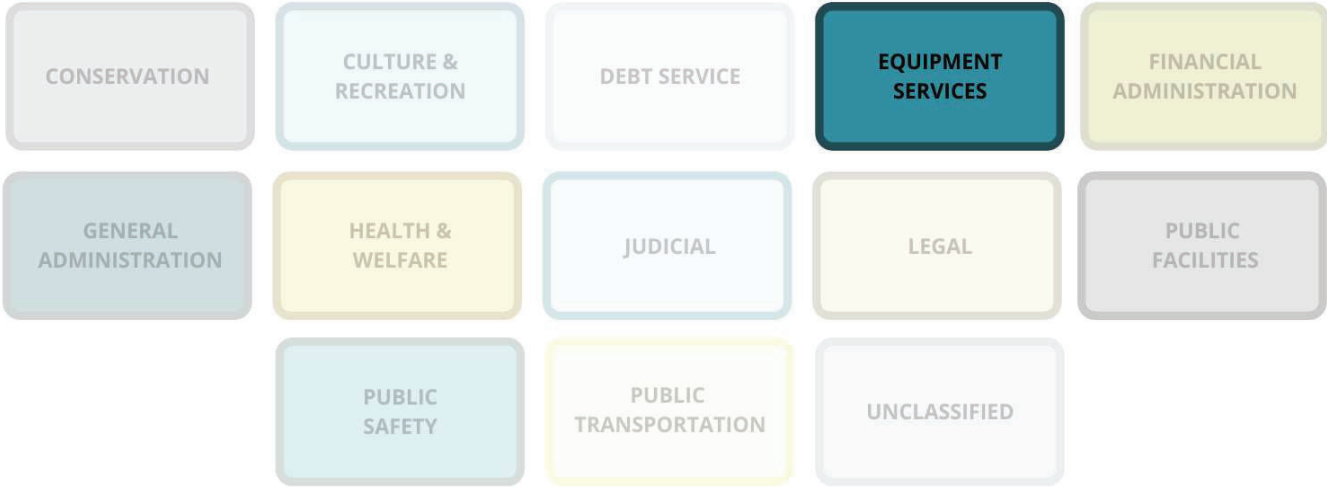 CONSERVATION
CULTURE &
RECREATION
DEBT SERVICE
EQUIPMENT
SERVICES
FINANCIAL
ADMINISTRATION
GENERAL
ADMINISTRATION
HEALTH &
WELFARE
JUDICIAL
LEGAL
PUBLIC
FACILITIES
PUBLIC
SAFETY
PUBLIC
TRANSPORTATION
UNCLASSIFIED